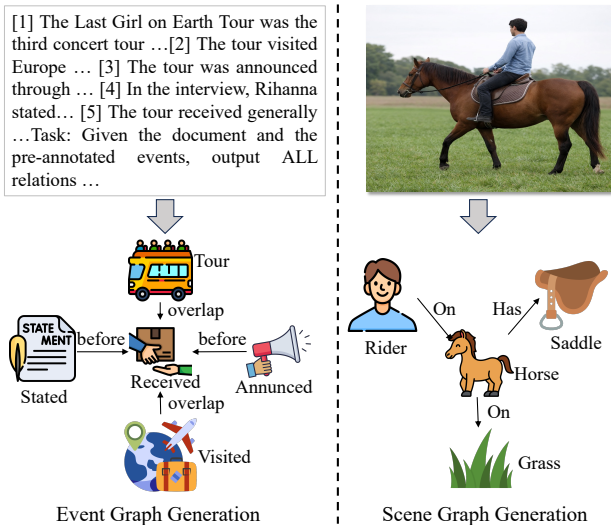 [1] The Last Girl on Earth Tour was the
third concert tour …[2] The tour visited
Europe … [3] The tour was announced
through … [4] In the interview, Rihanna
stated… [5] The tour received generally
…Task: Given the document and the
pre-annotated events, output ALL
relations …
Tour
overlap
STATE
MENT
before
before
Stated
Received
Annunced
overlap
Visited
Event Graph Generation
On
Has
Rider
Saddle
Horse
On
Grass
Scene Graph Generation